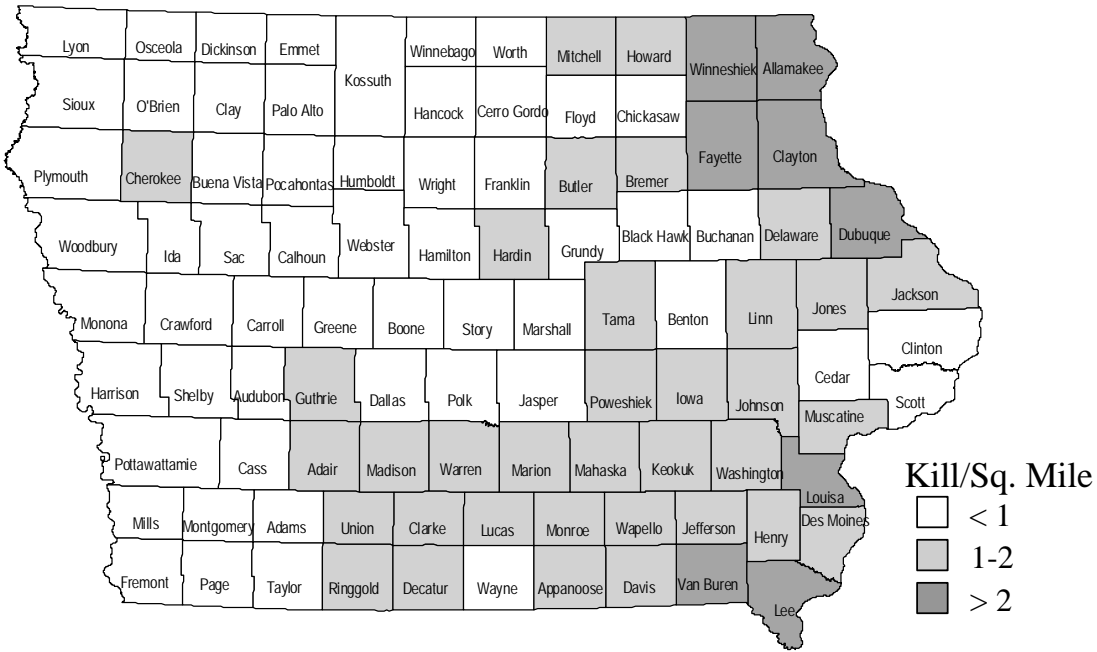 Lyon
Osceola
Dickinson
Emmet
Kossuth
Winnebago
Worth
Mitchell
Howard
Winneshiek
Allamakee
Sioux
O'Brien
Clay
Palo Alto
Hancock
Cerro Gordo
Floyd
Chickasaw
Plymouth
Cherokee
Buena Vista
Pocahontas
Humboldt
Wright
Franklin
Butler
Bremer
Fayette
Clayton
Woodbury
Ida
Sac
Calhoun
Webster
Hamilton
Hardin
Grundy
Black Hawk
Buchanan
Delaware
Dubuque
Monona
Crawford
Carroll
Greene
Boone
Story
Marshall
Tama
Benton
Linn
Jones
Jackson
Clinton
Harrison
Shelby
Audubon
Guthrie
Dallas
Polk
Jasper
Poweshiek
Iowa
Johnson
Cedar
Scott
Muscatine
Pottawattamie
Cass
Adair
Madison
Warren
Marion
Mahaska
Keokuk
Washington
Louisa
Mills
Montgomery
Adams
Union
Clarke
Lucas
Monroe
Wapello
Jefferson
Henry
Des Moines
Fremont
Page
Taylor
Ringgold
Decatur
Wayne
Appanoose
Davis
Van Buren
Lee
Kill/Sq. Mile
< 1
1-2
> 2